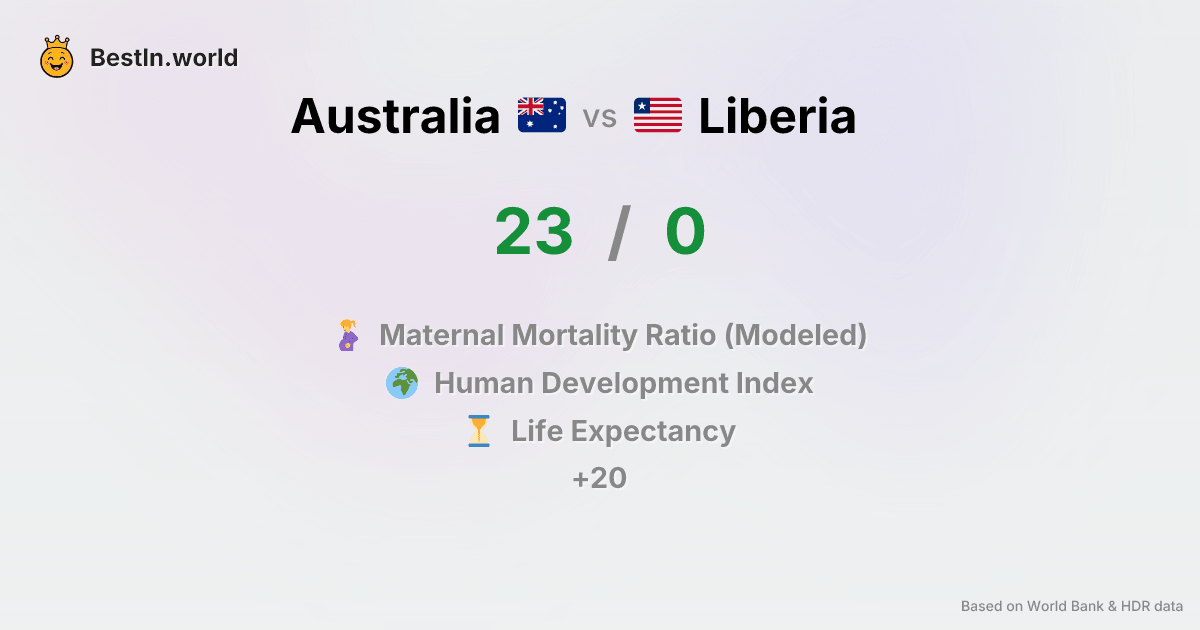 BestIn.world
Australia vs Liberia
23 / 0
Maternal Mortality Ratio (Modeled)
Human Development Index
Life Expectancy
+20
Based on World Bank & HDR data